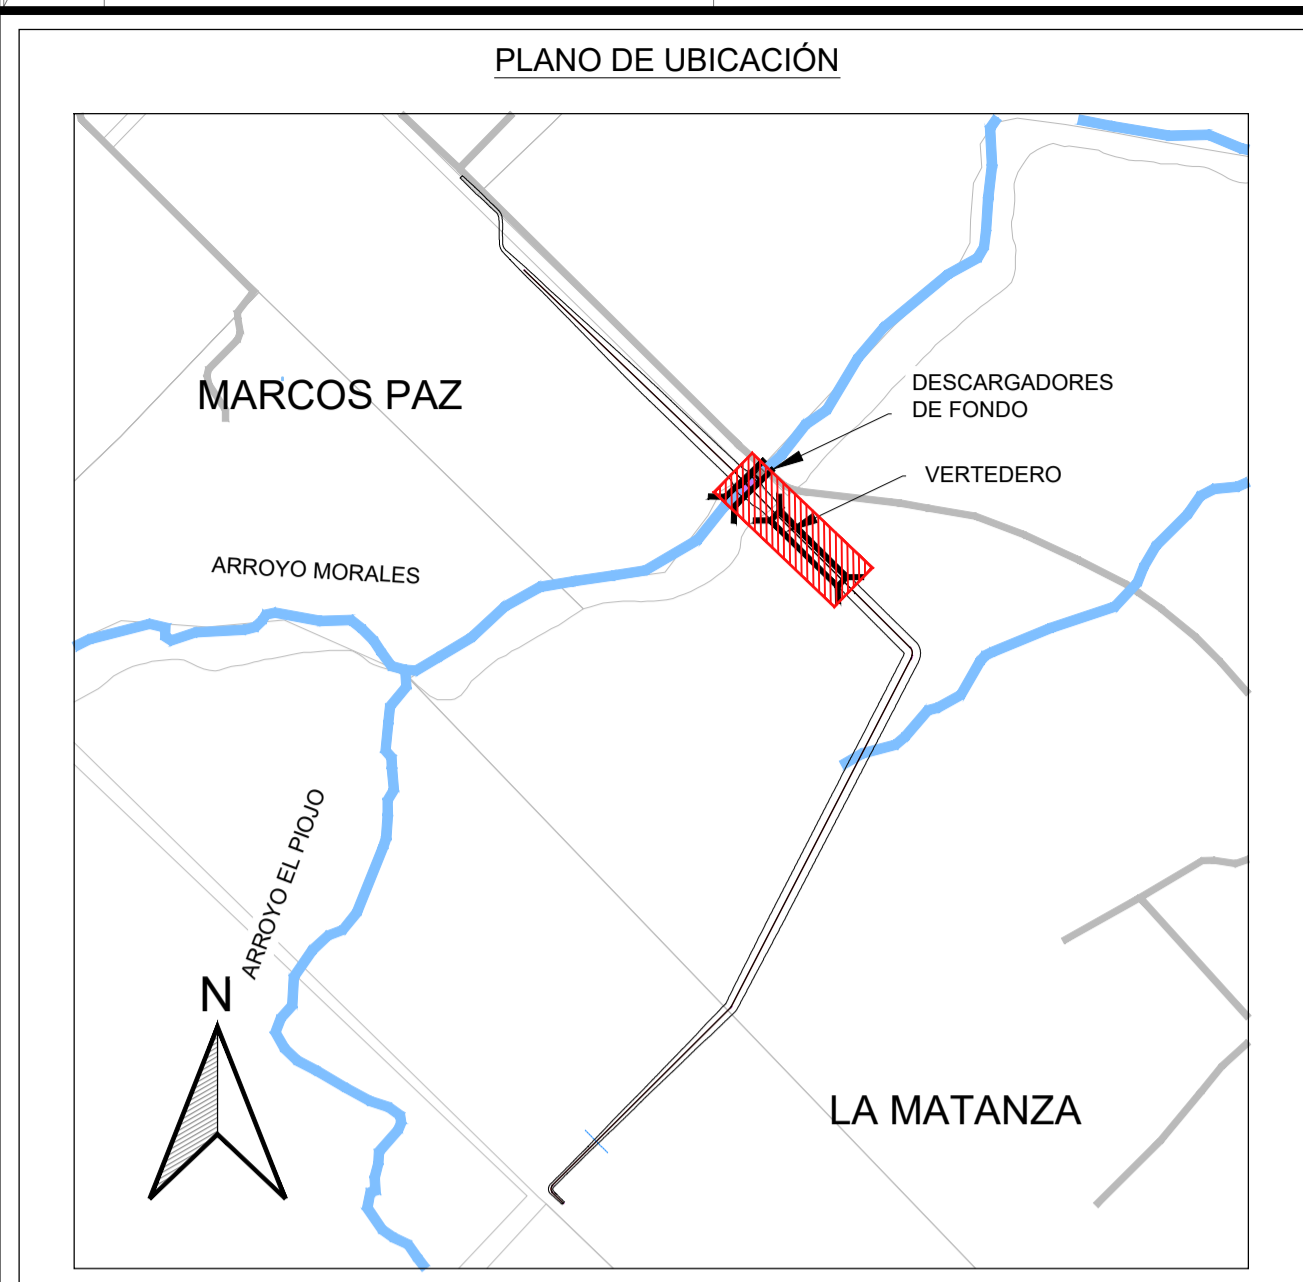 PLANO DE UBICACIÓN
MARCOS PAZ
DESCARGADORES
DE FONDO
VERTEDERO
ARROYO MORALES
ARROYO EL PIOJO
N
LA MATANZA